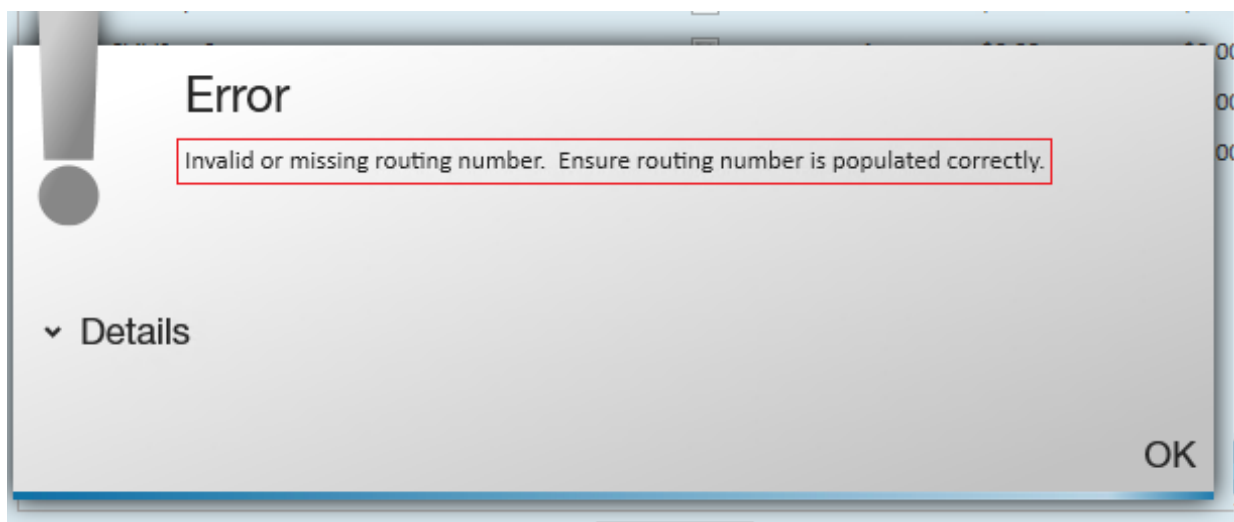 Error
Invalid or missing routing number.  Ensure routing number is populated correctly.
Details
OK